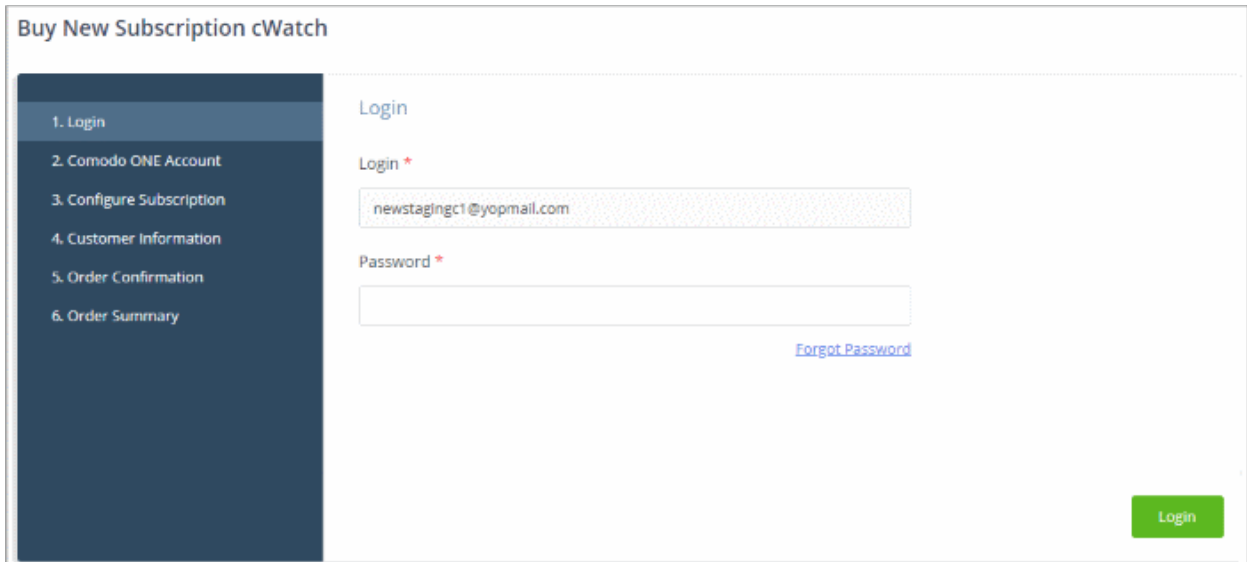 Buy New Subscription cWatch
1. Login
2. Comodo ONE Account
3. Configure Subscription
4. Customer Information
5. Order Confirmation
6. Order Summary
Login
Login *
newstagingc1@yopmail.com
Password *
Forgot Password
Login